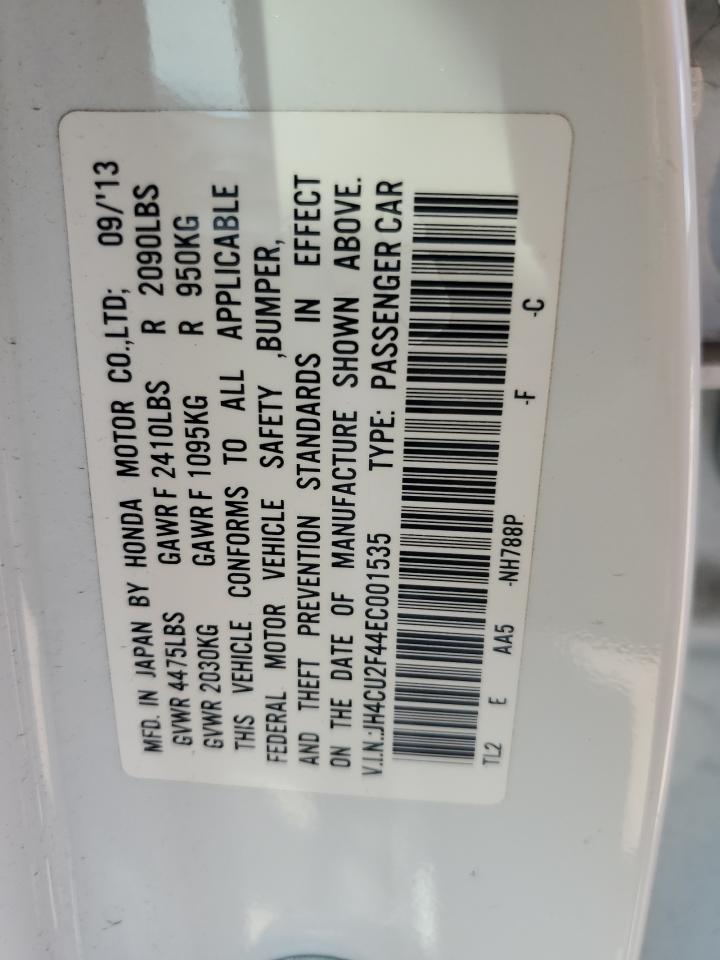 MFD. IN JAPAN BY HONDA MOTOR CO.,LTD; 09/'13
GVWR 4475LBS GAWR F 2410LBS R 2090LBS
GVWR 2030KG GAWR F 1095KG R 950KG
THIS VEHICLE CONFORMS TO ALL APPLICABLE
FEDERAL MOTOR VEHICLE SAFETY ,BUMPER,
AND THEFT PREVENTION STANDARDS IN EFFECT
ON THE DATE OF MANUFACTURE SHOWN ABOVE.
V.I.N.:JH4CU2F44EC001535 TYPE: PASSENGER CAR
TL2 E AA5 -NH788P -F -C